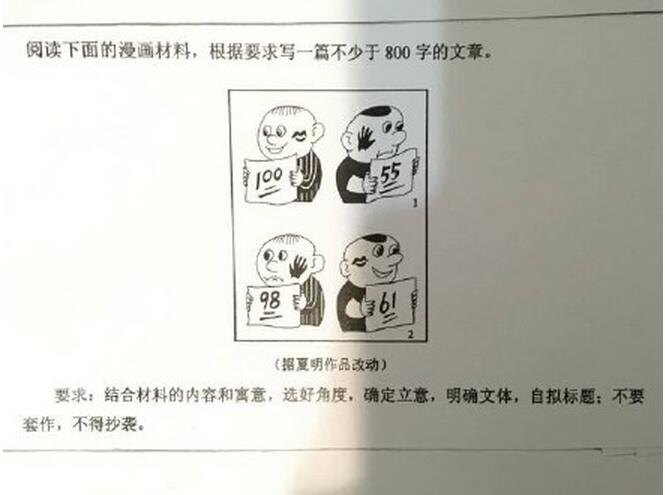 阅读下面的漫画材料，根据要求写一篇不少于800字的文章。
100 55
1
98 61
2
（据夏明作品改动）
要求：结合材料的内容和寓意，选好角度，确定立意，明确文体，自拟标题；不要
套作，不得抄袭。